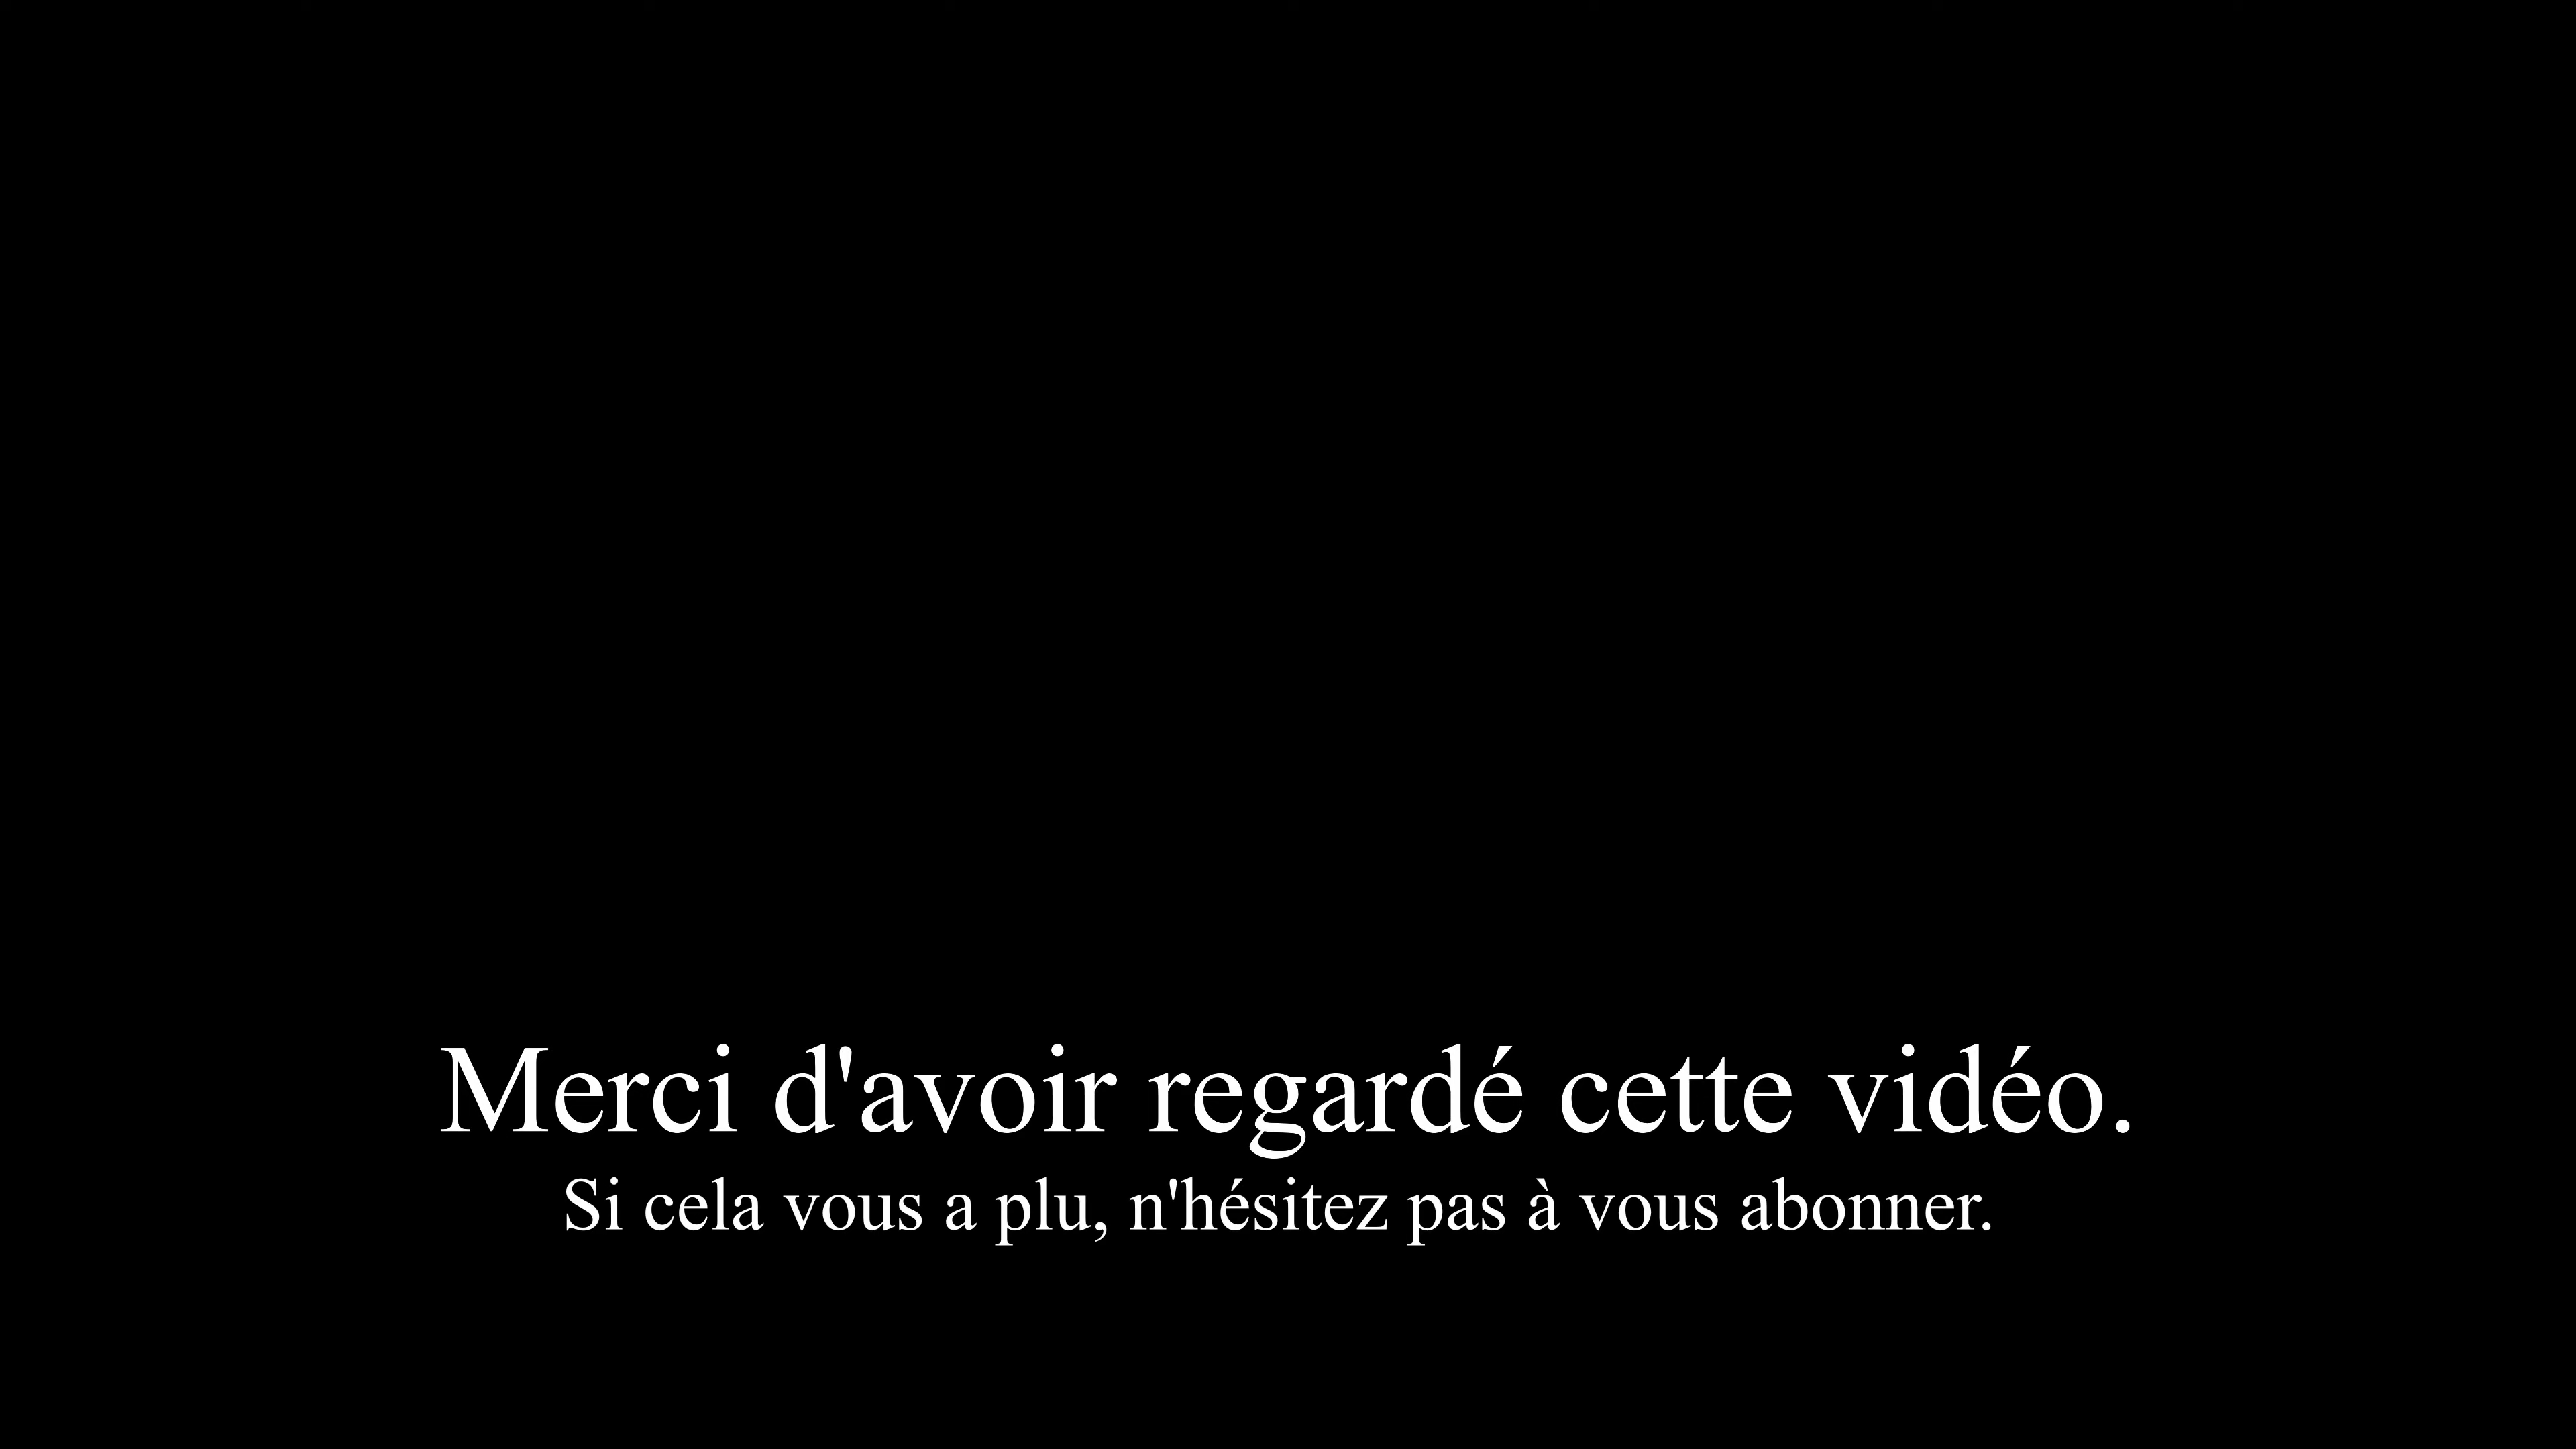 Merci d'avoir regardé cette vidéo.
Si cela vous a plu, n'hésitez pas à vous abonner.